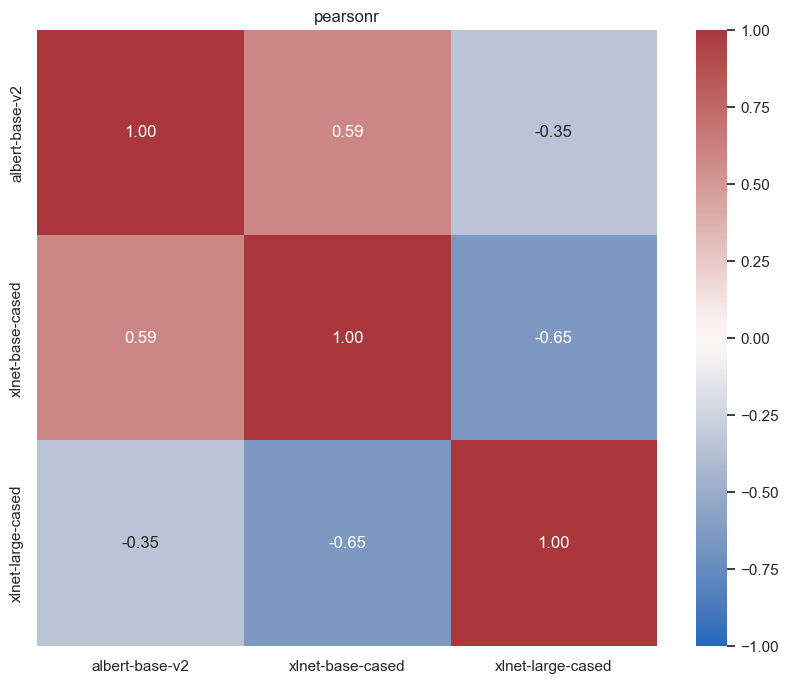 pearsonr
albert-base-v2
1.00 0.59 -0.35
xlnet-base-cased
0.59 1.00 -0.65
xlnet-large-cased
-0.35 -0.65 1.00
albert-base-v2 xlnet-base-cased xlnet-large-cased
1.00
0.75
0.50
0.25
0.00
−0.25
−0.50
−0.75
−1.00